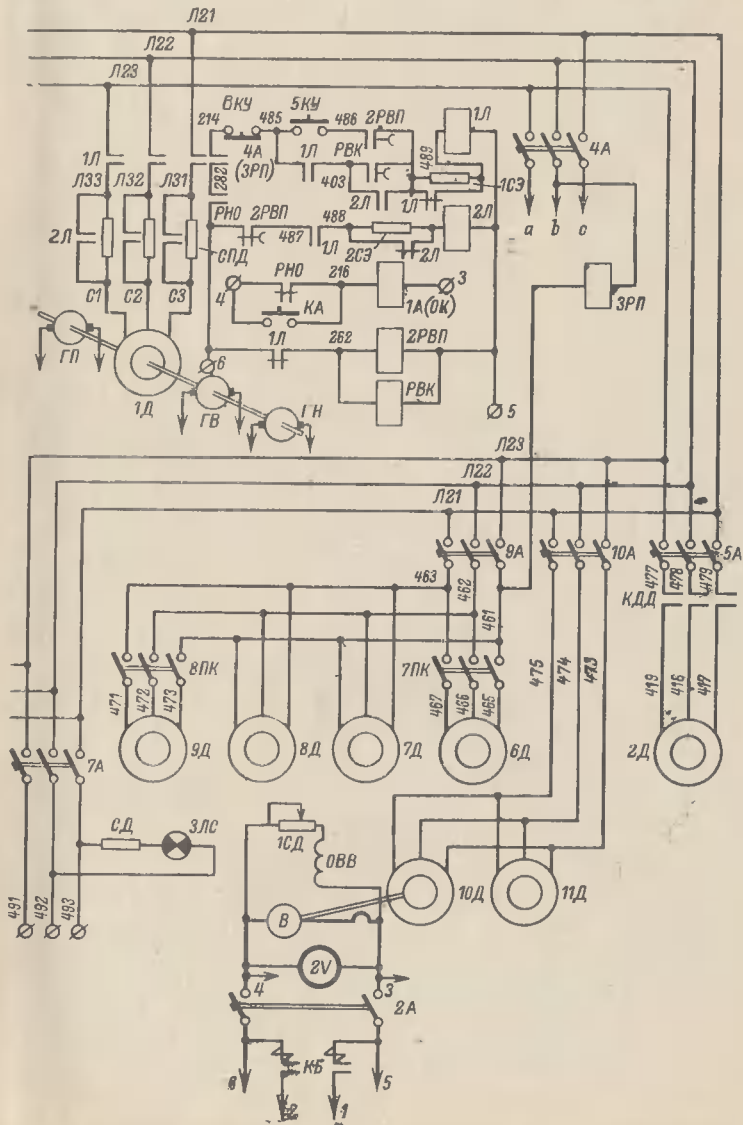 Л21
Л22
Л23
214 ВКУ 485 5КУ 486 2РВП 1Л
4А
(3РП)
282
1Л РВК 489
403
1СЭ
2Л 1Л
1Л
Л33 Л32 Л31
4А
a b c
РНО 2РВП 488
487 1Л 2СЭ 2Л 2Л
2Л
СПД
РНО 216 3
4
КА 1А(ОК)
3РП
С1 С2 С3
1Л 262 2РВП
6
РВК
5
ГП
1Д ГВ ГН
Л23
Л22
Л21
9А 10А 5А
463 462 461
477 478 479
КДД
8ПК 7ПК
475 474 473
471 472 473
467 466 465
419 418 417
9Д 8Д 7Д 6Д 2Д
7А
СД 3ЛС
1СД
ОВВ
491 492 493
10Д 11Д
В
2V
4 3
2А
КБ
6 5
2 1